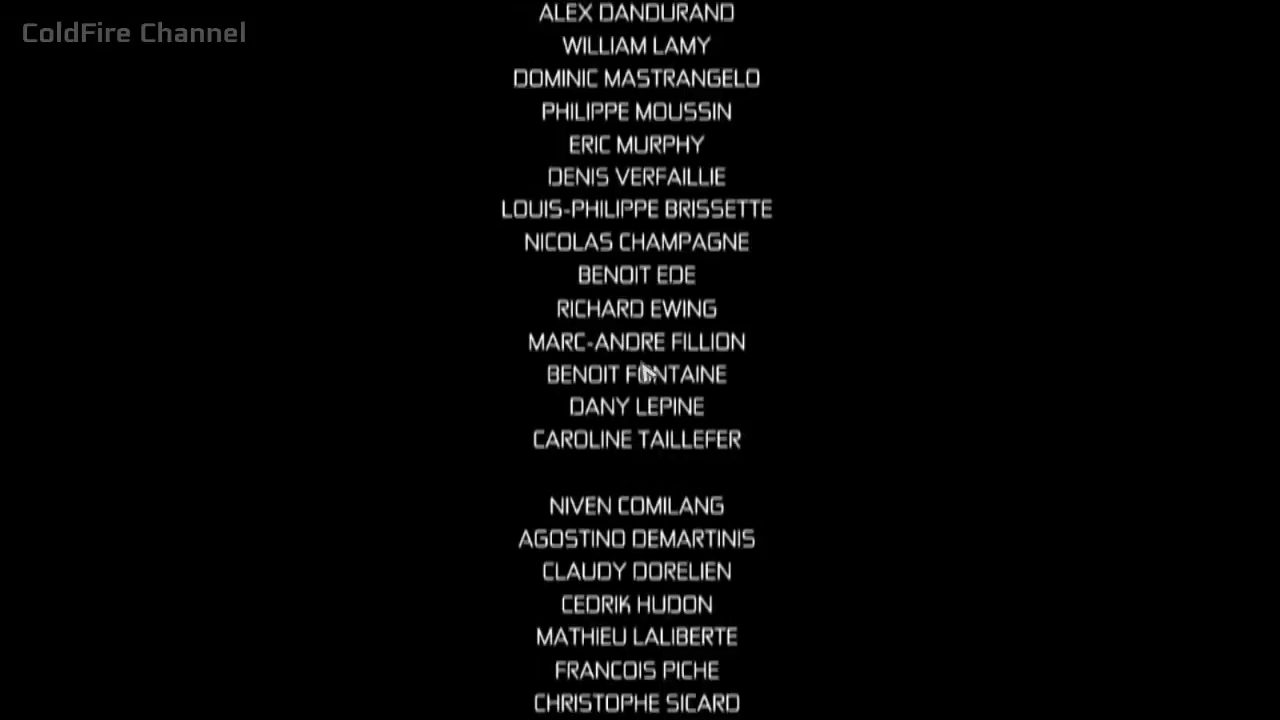 ColdFire Channel
ALEX DANDURAND
WILLIAM LAMY
DOMINIC MASTRANGELO
PHILIPPE MOUSSIN
ERIC MURPHY
DENIS VERFAILLIE
LOUIS-PHILIPPE BRISSETTE
NICOLAS CHAMPAGNE
BENOIT EDE
RICHARD EWING
MARC-ANDRE FILLION
BENOIT FONTAINE
DANY LEPINE
CAROLINE TAILLEFER
NIVEN COMILANG
AGOSTINO DEMARTINIS
CLAUDY DORELIEN
CEDRIK HUDON
MATHIEU LALIBERTE
FRANCOIS PICHE
CHRISTOPHE SICARD